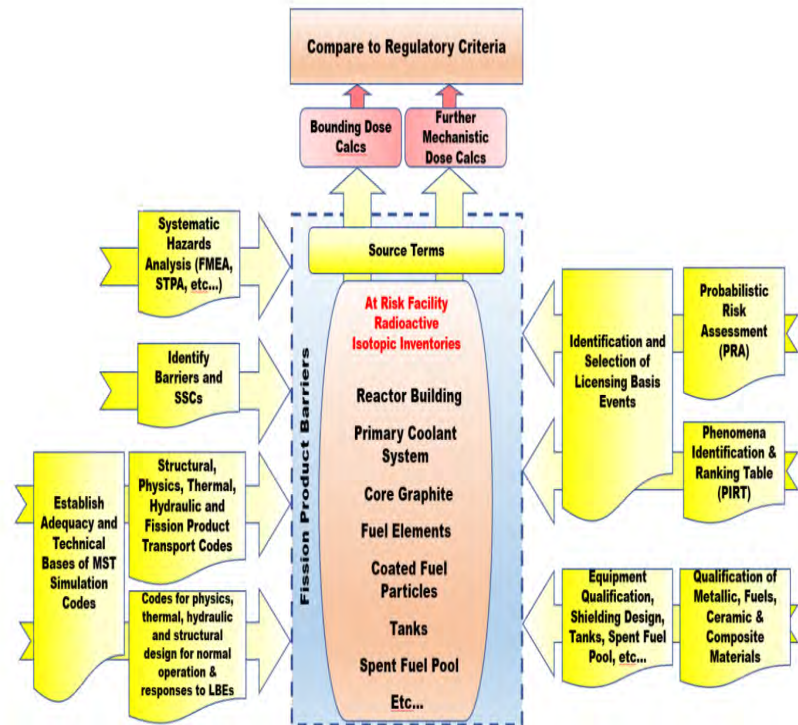 Compare to Regulatory Criteria
Bounding Dose
Calcs
Further
Mechanistic
Dose Calcs
Systematic
Hazards
Analysis (FMEA,
STPA, etc...)
Source Terms
Identify
Barriers and
SSCs
Establish
Adequacy and
Technical
Bases of MST
Simulation
Codes
Structural,
Physics, Thermal,
Hydraulic and
Fission Product
Transport Codes
Codes for physics,
thermal, hydraulic
and structural
design for normal
operation &
responses to LBEs
Fission Product Barriers
At Risk Facility
Radioactive
Isotopic Inventories
Reactor Building
Primary Coolant
System
Core Graphite
Fuel Elements
Coated Fuel
Particles
Tanks
Spent Fuel Pool
Etc...
Identification and
Selection of
Licensing Basis
Events
Probabilistic
Risk
Assessment
(PRA)
Phenomena
Identification &
Ranking Table
(PIRT)
Equipment
Qualification,
Shielding Design,
Tanks, Spent Fuel
Pool, etc...
Qualification of
Metallic, Fuels,
Ceramic &
Composite
Materials